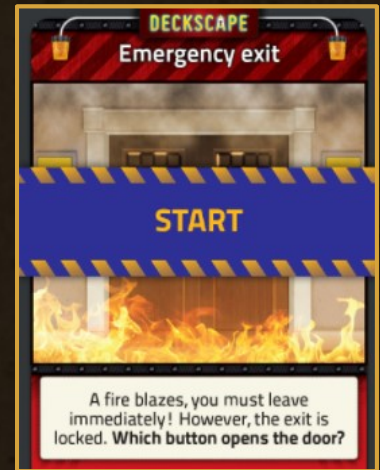 DECKSCAPE
Emergency exit
START
A fire blazes, you must leave
immediately! However, the exit is
locked. Which button opens the door?